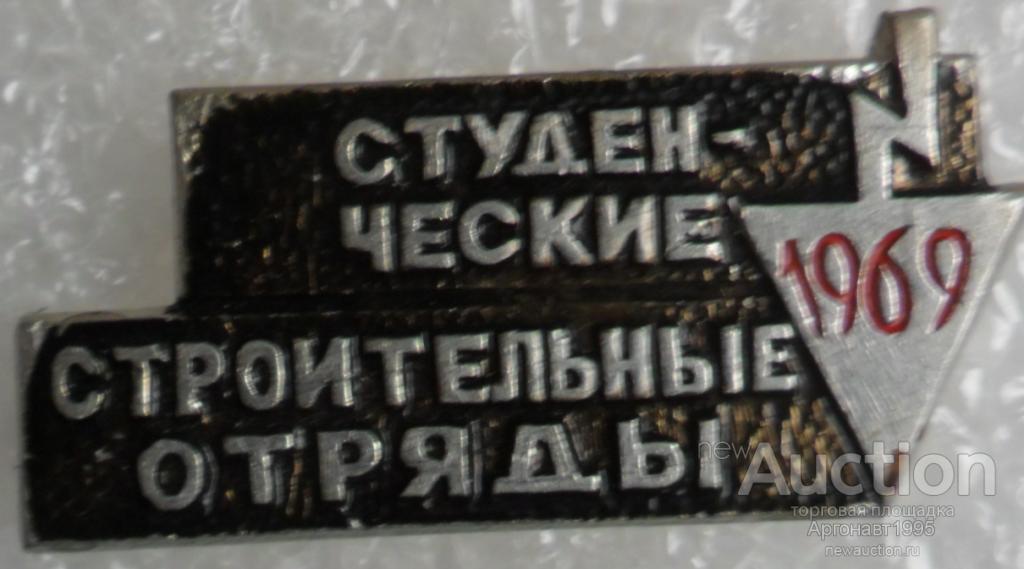 СТУДЕН-
ЧЕСКИЕ
1969
СТРОИТЕЛЬНЫЕ
ОТРЯДЫ
newAuction
торговая площадка
Аргонавт1995
newauction.ru